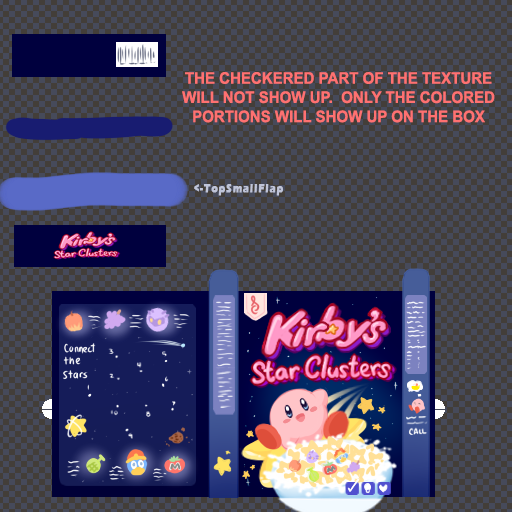 THE CHECKERED PART OF THE TEXTURE
WILL NOT SHOW UP.  ONLY THE COLORED
PORTIONS WILL SHOW UP ON THE BOX
<-TopSmallFlap
Kirby's
Star Clusters
Kirby's
Star Clusters
Connect
the
Stars
CALL